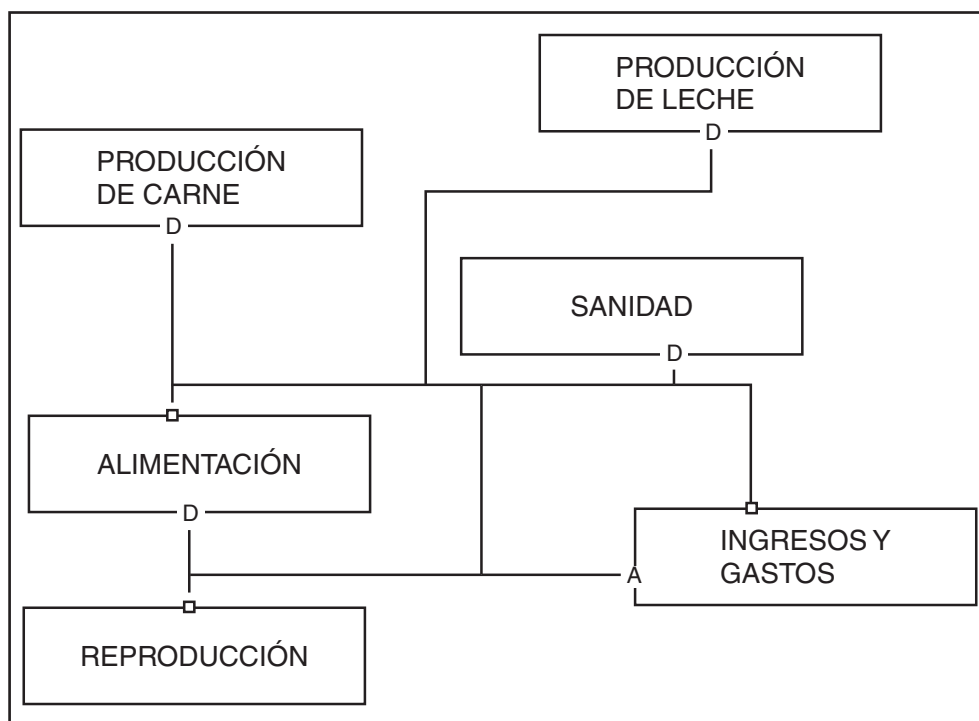 PRODUCCIÓN
DE LECHE
D
PRODUCCIÓN
DE CARNE
D
SANIDAD
D
ALIMENTACIÓN
D
INGRESOS Y
GASTOS
A
REPRODUCCIÓN